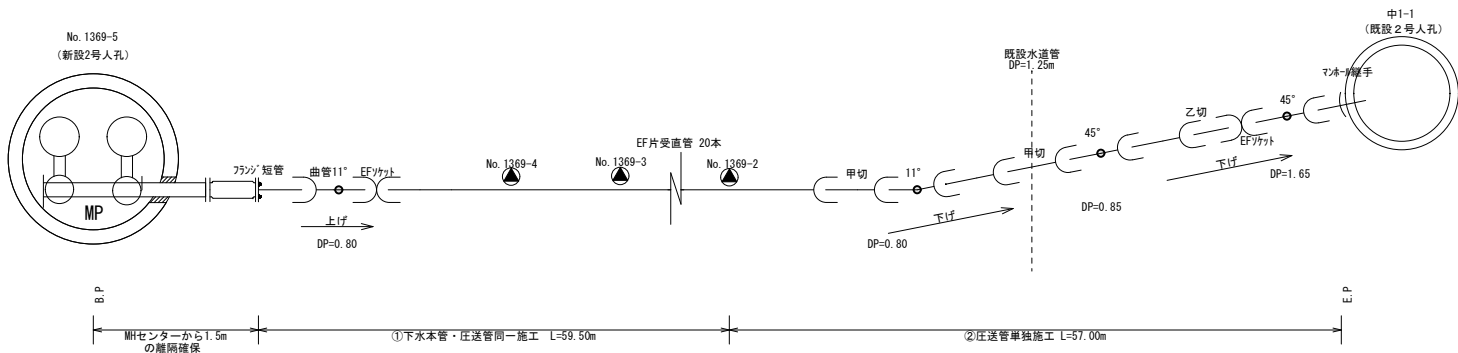 No. 1369-5
(新設2号人孔)
MP
フランジ短管
曲管11°
EFソケット
上げ
DP=0.80
No. 1369-4
No. 1369-3
EF片受直管 20本
No. 1369-2
甲切
11°
下げ
DP=0.80
既設水道管
DP=1.25m
甲切
45°
DP=0.85
乙切
EFソケット
45°
下げ
DP=1.65
マンホール継手
中1-1
(既設２号人孔)
B.P
E.P
MHセンターから1.5m
の離隔確保
①下水本管・圧送管同一施工 L=59.50m
②圧送管単独施工 L=57.00m